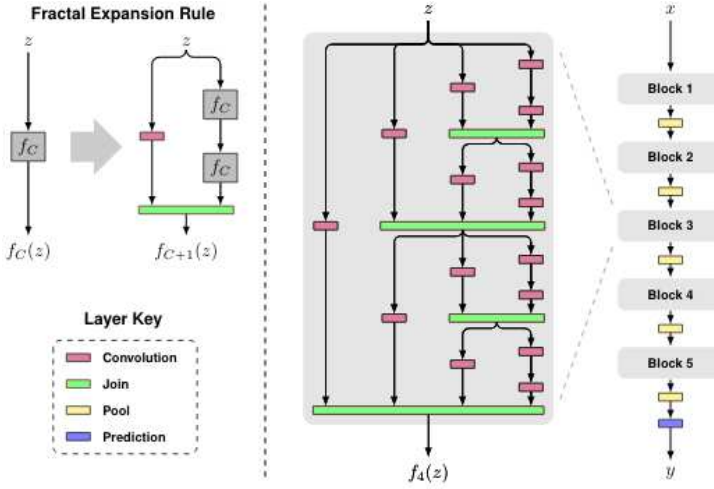 Fractal Expansion Rule
z
z
f_C
f_C
f_C
f_C(z)
f_{C+1}(z)
Layer Key
Convolution
Join
Pool
Prediction
z
f_4(z)
x
Block 1
Block 2
Block 3
Block 4
Block 5
y